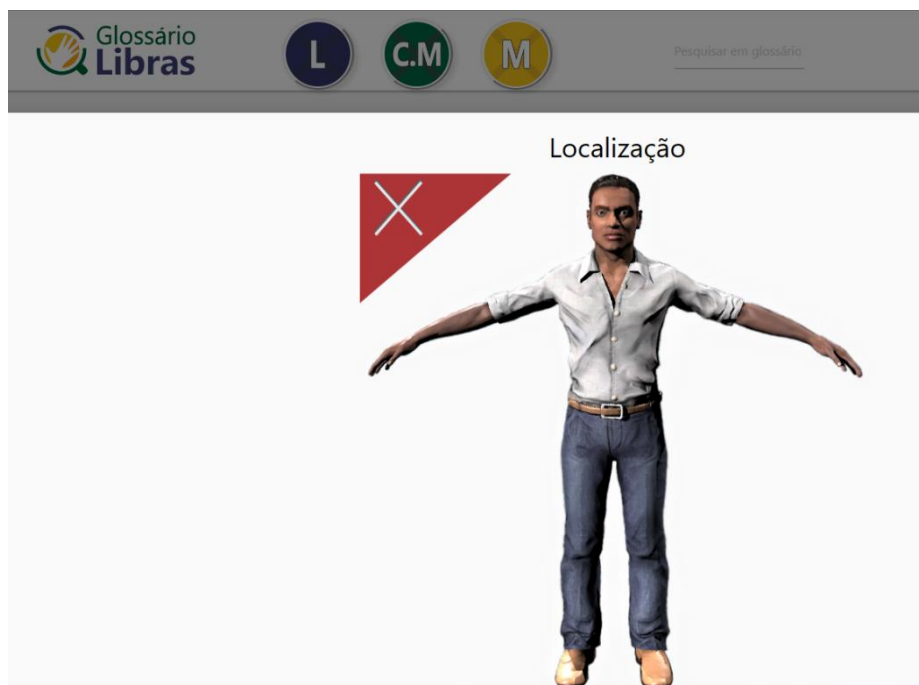 Glossário
Libras
L
C.M
M
Pesquisar em glossário
Localização